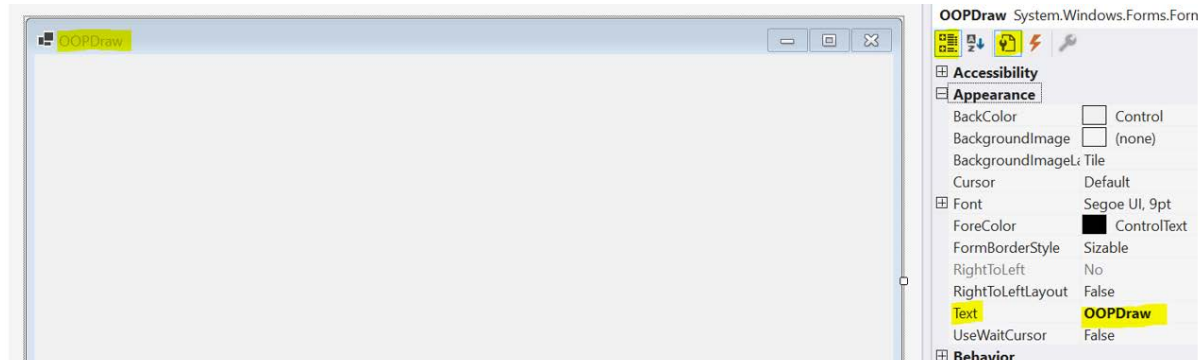 OOPDraw
OOPDraw System.Windows.Forms.Form
Accessibility
Appearance
BackColor Control
BackgroundImage (none)
BackgroundImageLa Tile
Cursor Default
Font Segoe UI, 9pt
ForeColor ControlText
FormBorderStyle Sizable
RightToLeft No
RightToLeftLayout False
Text OOPDraw
UseWaitCursor False
Behavior